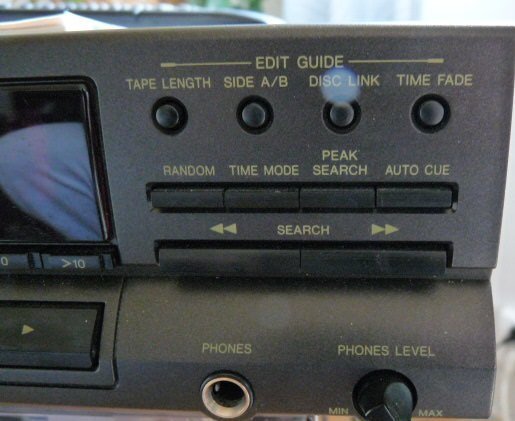 EDIT GUIDE
TAPE LENGTH SIDE A/B DISC LINK TIME FADE
RANDOM TIME MODE PEAK SEARCH AUTO CUE
◀◀ SEARCH ▶▶
0 >10
PHONES PHONES LEVEL
MIN MAX